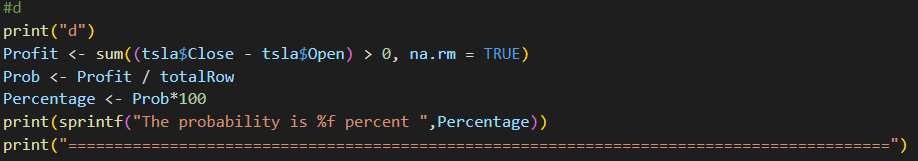 #d
print("d")
Profit <- sum((tsla$Close - tsla$Open) > 0, na.rm = TRUE)
Prob <- Profit / totalRow
Percentage <- Prob*100
print(sprintf("The probability is %f percent ",Percentage))
print("==========================================================================================")